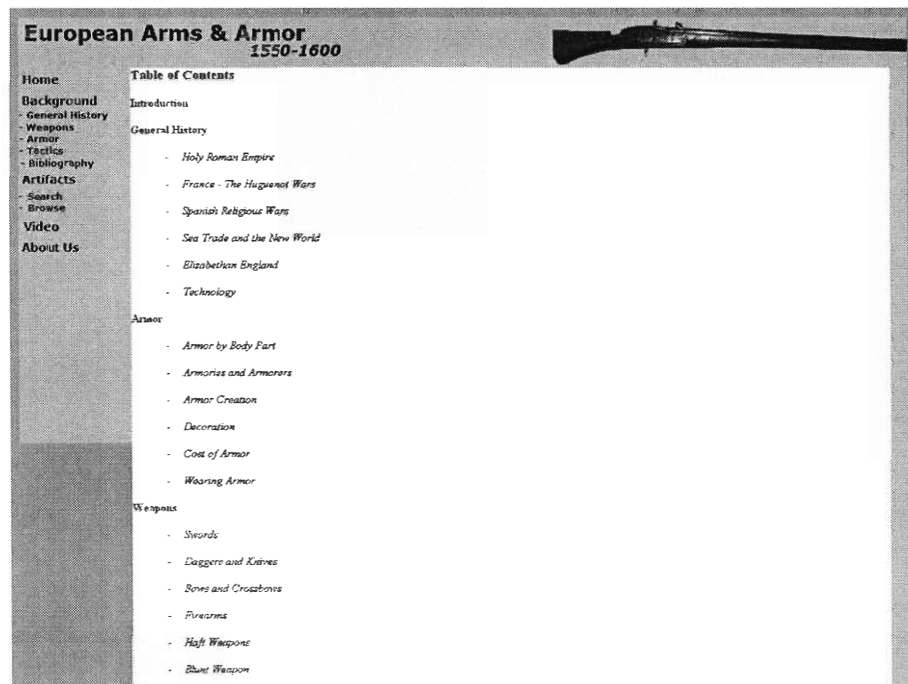 European Arms & Armor
1550-1600
Home
Background
- General History
- Weapons
- Armor
- Tactics
- Bibliography
Artifacts
- Search
- Browse
Video
About Us
Table of Contents
Introduction
General History
- Holy Roman Empire
- France - The Huguenot Wars
- Spanish Religious Wars
- Sea Trade and the New World
- Elizabethan England
- Technology
Armor
- Armor by Body Part
- Armories and Armorers
- Armor Creation
- Decoration
- Cost of Armor
- Wearing Armor
Weapons
- Swords
- Daggers and Knives
- Bows and Crossbows
- Firearms
- Haft Weapons
- Blunt Weapon